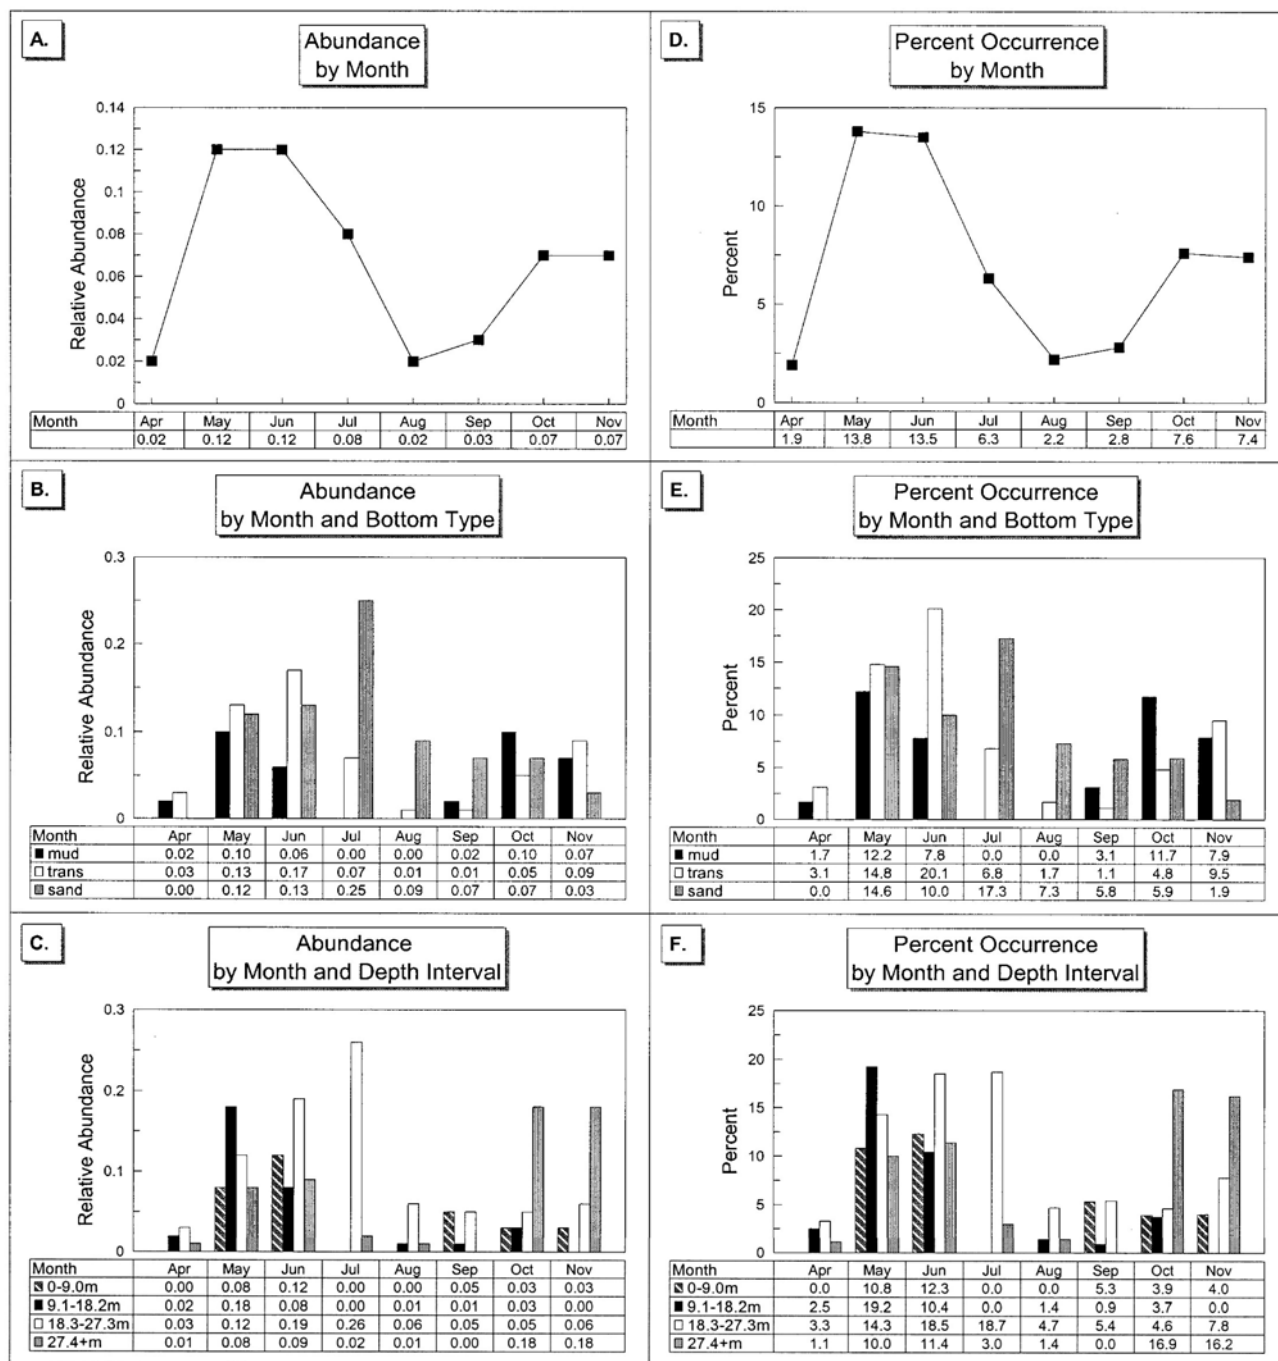 A.
Abundance
by Month
Relative Abundance
0.14
0.12
0.1
0.08
0.06
0.04
0.02
0
Month Apr May Jun Jul Aug Sep Oct Nov
0.02 0.12 0.12 0.08 0.02 0.03 0.07 0.07
D.
Percent Occurrence
by Month
Percent
15
10
5
0
Month Apr May Jun Jul Aug Sep Oct Nov
1.9 13.8 13.5 6.3 2.2 2.8 7.6 7.4
B.
Abundance
by Month and Bottom Type
Relative Abundance
0.3
0.2
0.1
0
Month Apr May Jun Jul Aug Sep Oct Nov
mud 0.02 0.10 0.06 0.00 0.00 0.02 0.10 0.07
trans 0.03 0.13 0.17 0.07 0.01 0.01 0.05 0.09
sand 0.00 0.12 0.13 0.25 0.09 0.07 0.07 0.03
E.
Percent Occurrence
by Month and Bottom Type
Percent
25
20
15
10
5
0
Month Apr May Jun Jul Aug Sep Oct Nov
mud 1.7 12.2 7.8 0.0 0.0 3.1 11.7 7.9
trans 3.1 14.8 20.1 6.8 1.7 1.1 4.8 9.5
sand 0.0 14.6 10.0 17.3 7.3 5.8 5.9 1.9
C.
Abundance
by Month and Depth Interval
Relative Abundance
0.3
0.2
0.1
0
Month Apr May Jun Jul Aug Sep Oct Nov
0-9.0m 0.00 0.08 0.12 0.00 0.00 0.05 0.03 0.03
9.1-18.2m 0.02 0.18 0.08 0.00 0.01 0.01 0.03 0.00
18.3-27.3m 0.03 0.12 0.19 0.26 0.06 0.05 0.05 0.06
27.4+m 0.01 0.08 0.09 0.02 0.01 0.00 0.18 0.18
F.
Percent Occurrence
by Month and Depth Interval
Percent
25
20
15
10
5
0
Month Apr May Jun Jul Aug Sep Oct Nov
0-9.0m 0.0 10.8 12.3 0.0 0.0 5.3 3.9 4.0
9.1-18.2m 2.5 19.2 10.4 0.0 1.4 0.9 3.7 0.0
18.3-27.3m 3.3 14.3 18.5 18.7 4.7 5.4 4.6 7.8
27.4+m 1.1 10.0 11.4 3.0 1.4 0.0 16.9 16.2